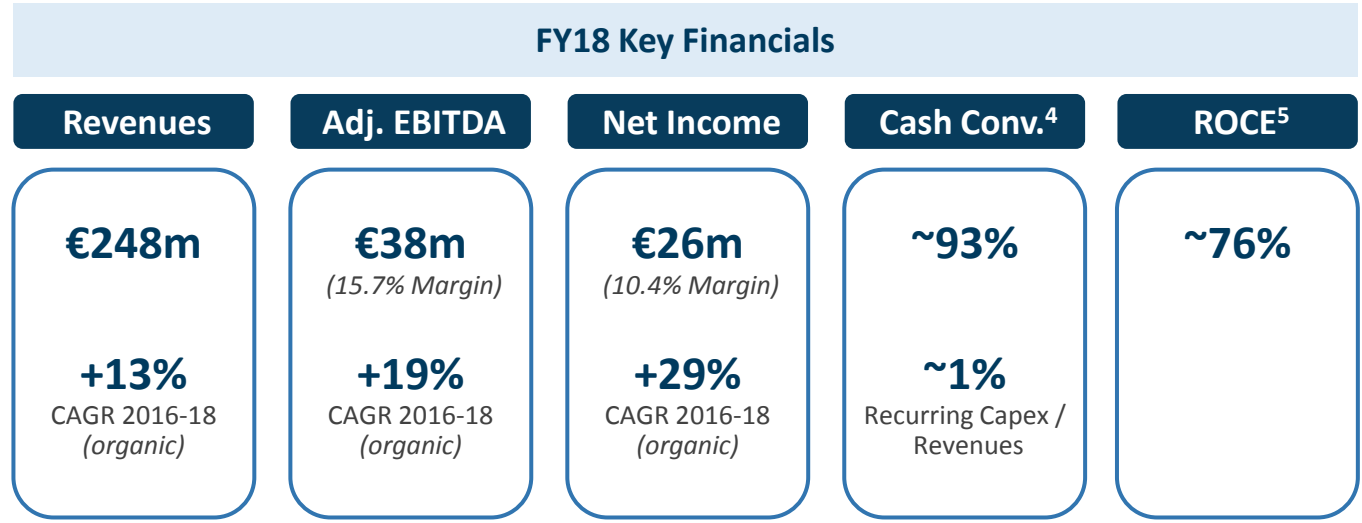 FY18 Key Financials
Revenues
€248m
+13%
CAGR 2016-18
(organic)
Adj. EBITDA
€38m
(15.7% Margin)
+19%
CAGR 2016-18
(organic)
Net Income
€26m
(10.4% Margin)
+29%
CAGR 2016-18
(organic)
Cash Conv.⁴
~93%
~1%
Recurring Capex /
Revenues
ROCE⁵
~76%